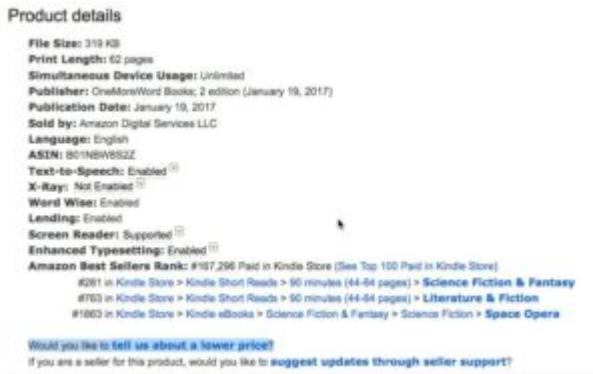 Product details
File Size: 319 KB
Print Length: 62 pages
Simultaneous Device Usage: Unlimited
Publisher: OneMoreWord Books; 2 edition (January 19, 2017)
Publication Date: January 19, 2017
Sold by: Amazon Digital Services LLC
Language: English
ASIN:
Text-to-Speech: Enabled
X-Ray: Not Enabled
Word Wise: Enabled
Lending: Enabled
Screen Reader: Supported
Enhanced Typesetting: Enabled
Amazon Best Sellers Rank: #167,296 Paid in Kindle Store (See Top 100 Paid in Kindle Store)
#261 in Kindle Store > Kindle Short Reads > 90 minutes (44-64 pages) > Science Fiction & Fantasy
#763 in Kindle Store > Kindle Short Reads > 90 minutes (44-64 pages) > Literature & Fiction
#1863 in Kindle Store > Kindle eBooks > Science Fiction & Fantasy > Science Fiction > Space Opera
Would you like to tell us about a lower price?
If you are a seller for this product, would you like to suggest updates through seller support?